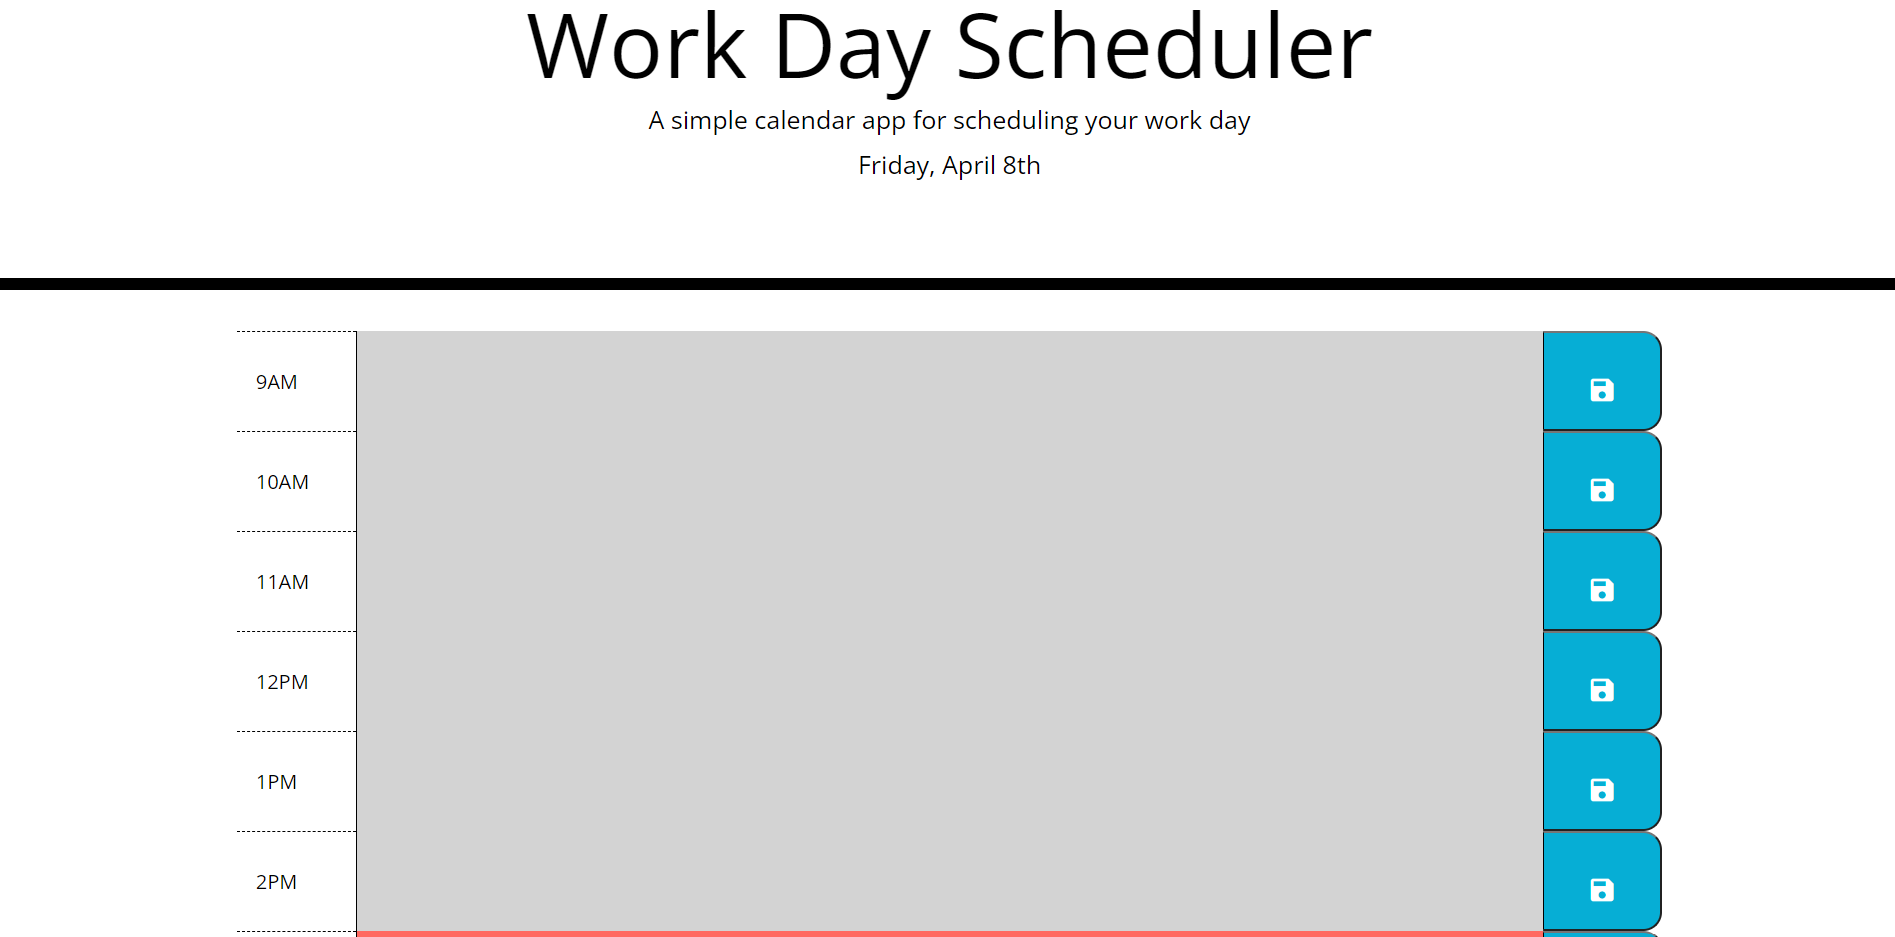 Work Day Scheduler
A simple calendar app for scheduling your work day
Friday, April 8th
9AM
10AM
11AM
12PM
1PM
2PM